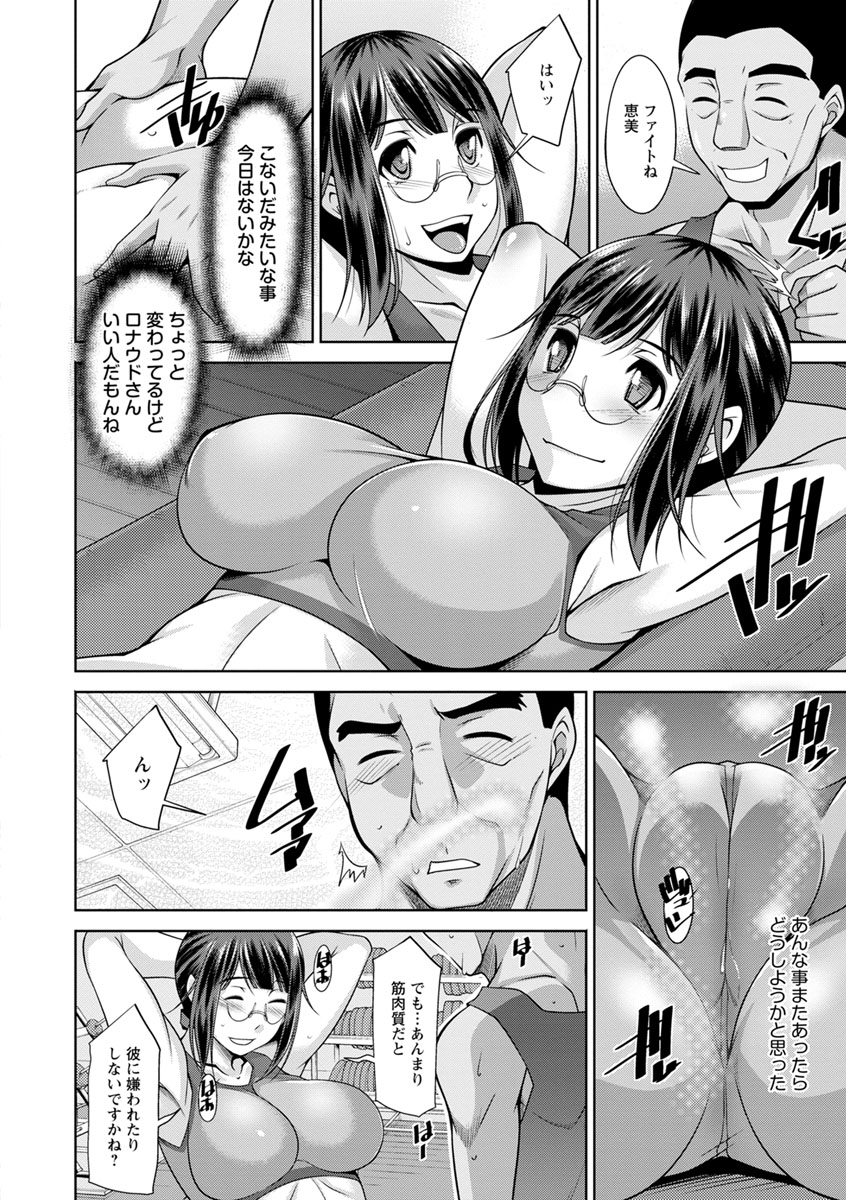 ファイトね
恵美
はいッ
こないだみたいな事
今日はないかな
ちょっと
変わってるけど
ロナウドさん
いい人だもんね
あんな事またあったら
どうしようかと思った
んッ
でも…あんまり
筋肉質だと
彼に嫌われたり
しないですかね?